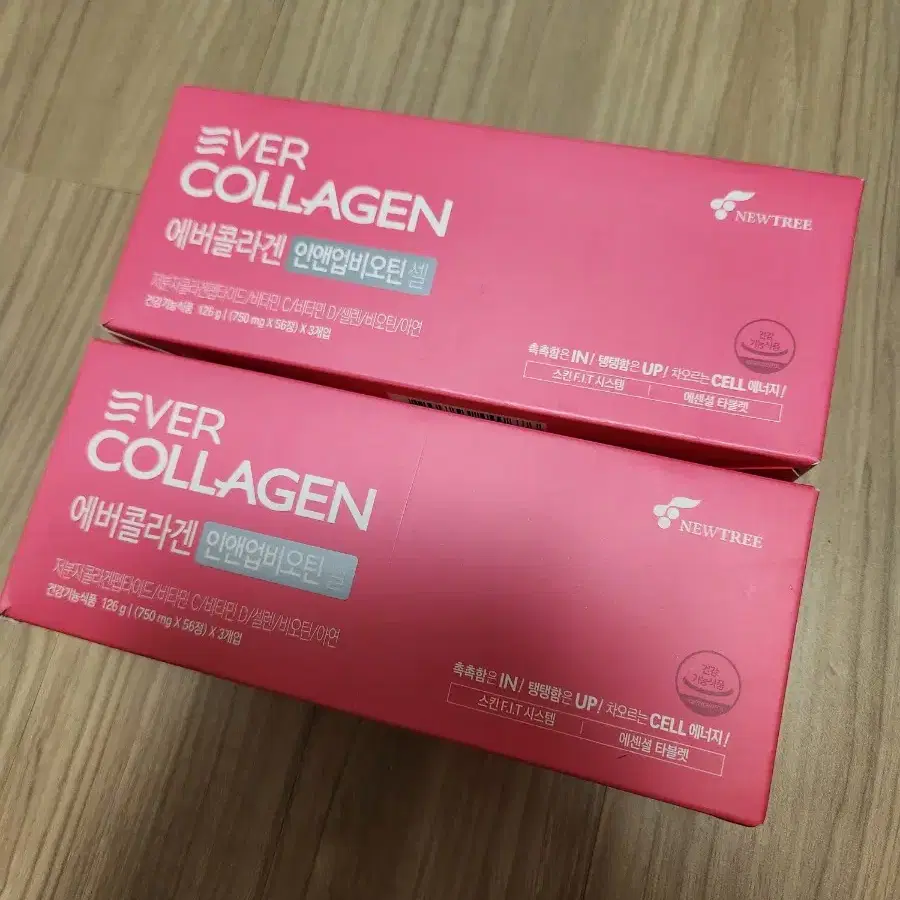 EVER
COLLAGEN
에버콜라겐 인앤업비오틴 셀
저분자콜라겐펩타이드/비타민 C/비타민 D/셀렌/비오틴/아연
건강기능식품 126 g | (750 mg X 56정) X 3개입
NEWTREE
건강
기능식품
촉촉함은 IN! 탱탱함은 UP! 차오르는 CELL 에너지!
스킨 F.I.T 시스템 에센셜 타블렛
EVER
COLLAGEN
에버콜라겐 인앤업비오틴 셀
저분자콜라겐펩타이드/비타민 C/비타민 D/셀렌/비오틴/아연
건강기능식품 126 g | (750 mg X 56정) X 3개입
NEWTREE
건강
기능식품
촉촉함은 IN! 탱탱함은 UP! 차오르는 CELL 에너지!
스킨 F.I.T 시스템 에센셜 타블렛